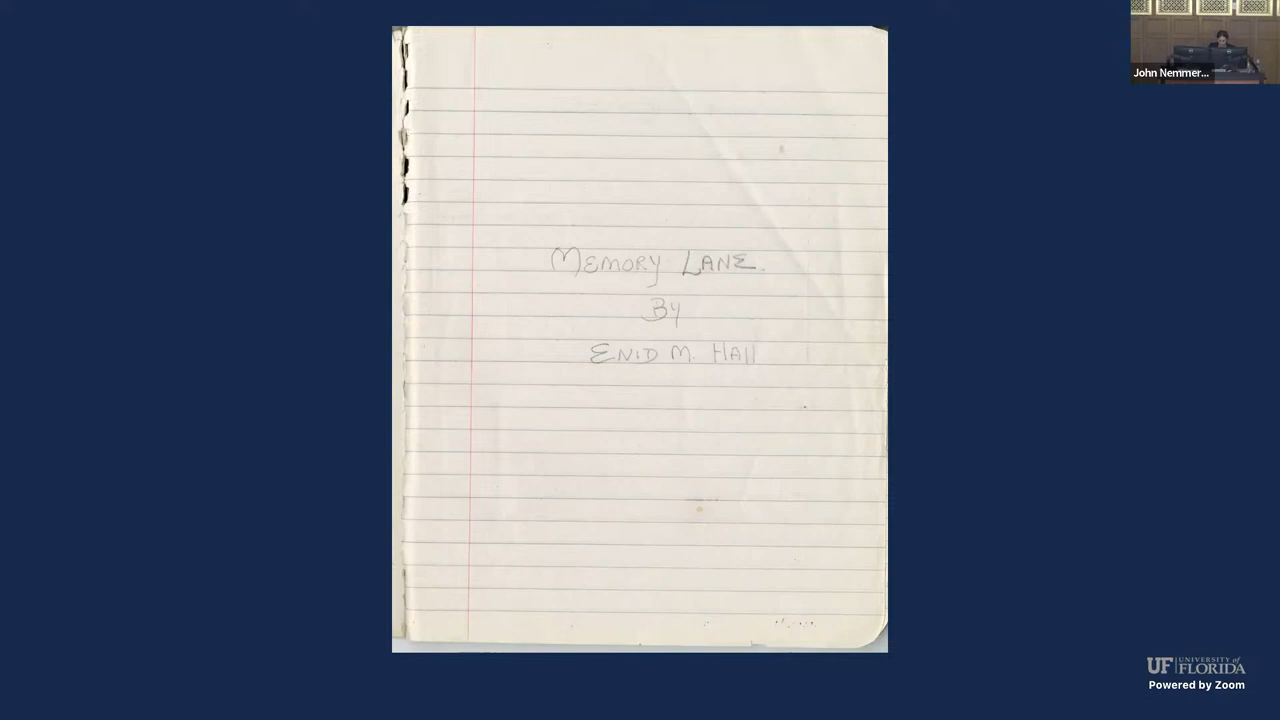 John Nemmer...
MEMORY LANE.
By
ENID M. HAll
UF UNIVERSITY of
FLORIDA
Powered by Zoom